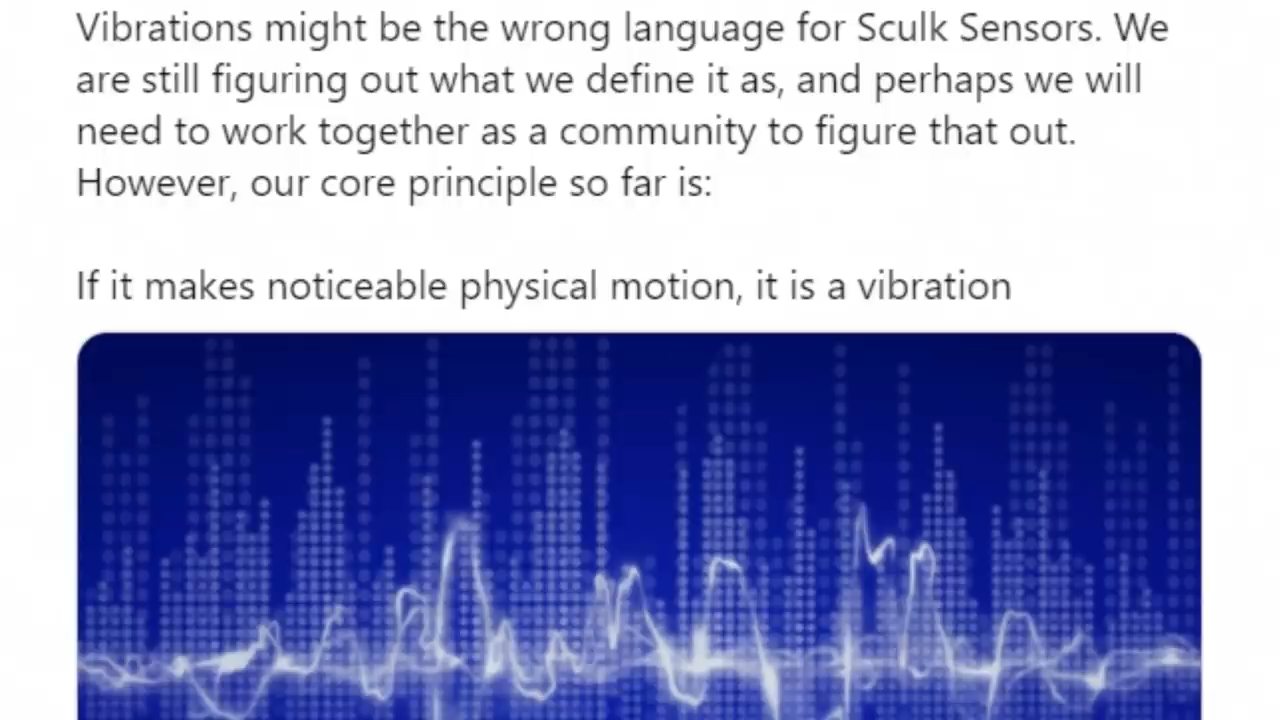 Vibrations might be the wrong language for Sculk Sensors. We
are still figuring out what we define it as, and perhaps we will
need to work together as a community to figure that out.
However, our core principle so far is:
If it makes noticeable physical motion, it is a vibration